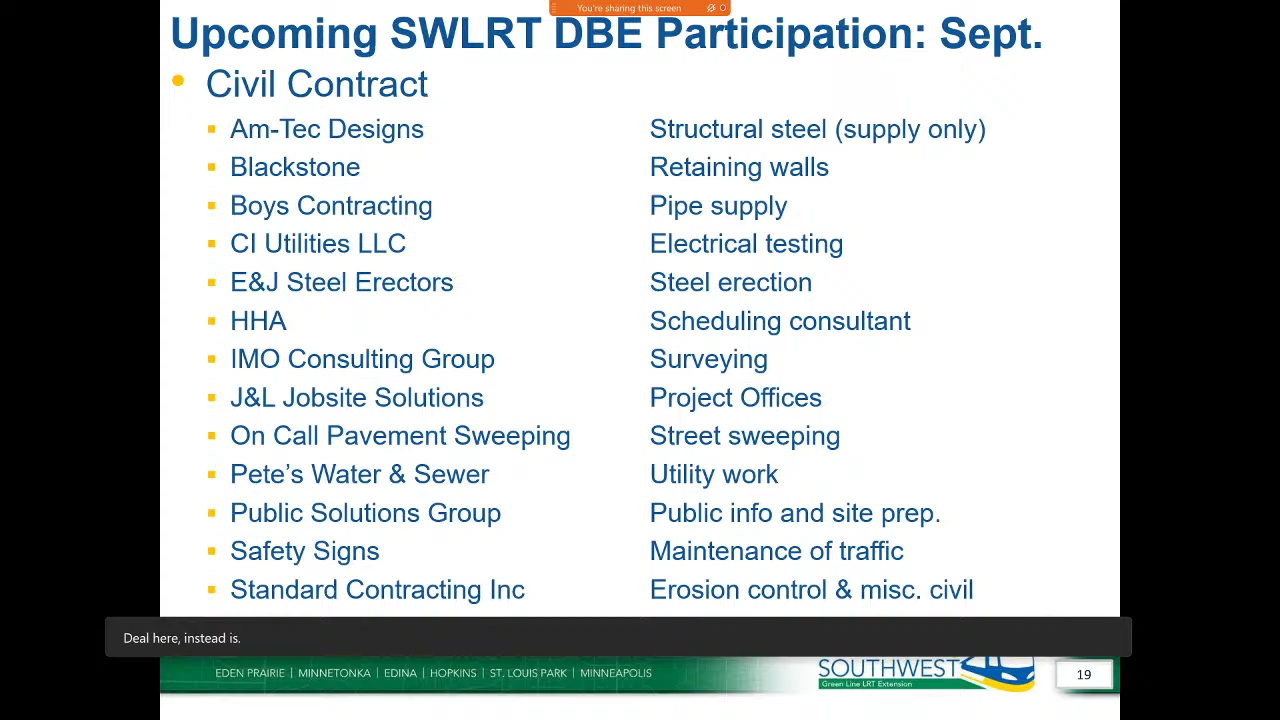 You're sharing this screen
Upcoming SWLRT DBE Participation: Sept.
Civil Contract
Am-Tec Designs Structural steel (supply only)
Blackstone Retaining walls
Boys Contracting Pipe supply
CI Utilities LLC Electrical testing
E&J Steel Erectors Steel erection
HHA Scheduling consultant
IMO Consulting Group Surveying
J&L Jobsite Solutions Project Offices
On Call Pavement Sweeping Street sweeping
Pete’s Water & Sewer Utility work
Public Solutions Group Public info and site prep.
Safety Signs Maintenance of traffic
Standard Contracting Inc Erosion control & misc. civil
Deal here, instead is.
EDEN PRAIRIE | MINNETONKA | EDINA | HOPKINS | ST. LOUIS PARK | MINNEAPOLIS
SOUTHWEST
Green Line LRT Extension
19